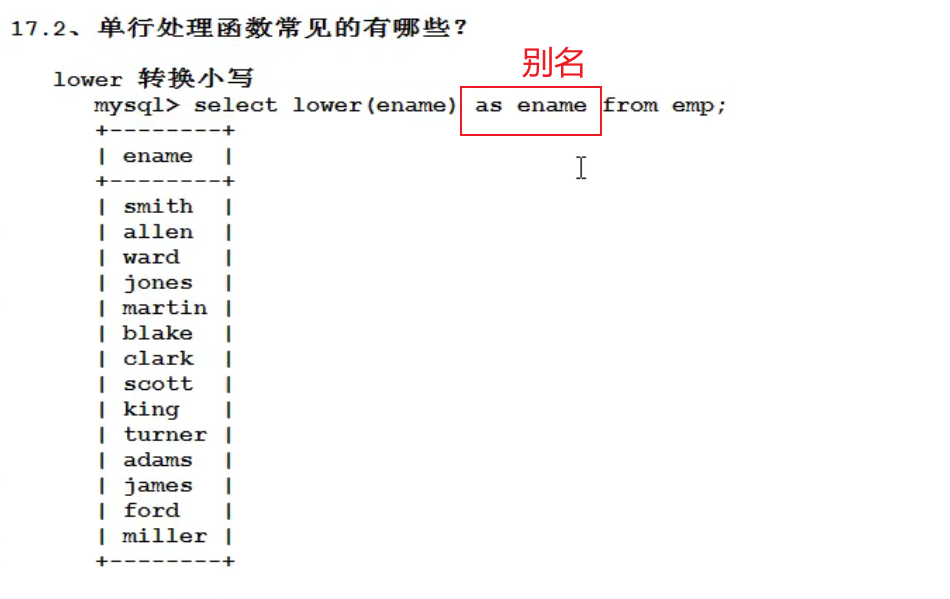 17.2、单行处理函数常见的有哪些？
别名
lower 转换小写
mysql> select lower(ename) as ename from emp;
+--------+
| ename  |
+--------+
| smith  |
| allen  |
| ward   |
| jones  |
| martin |
| blake  |
| clark  |
| scott  |
| king   |
| turner |
| adams  |
| james  |
| ford   |
| miller |
+--------+